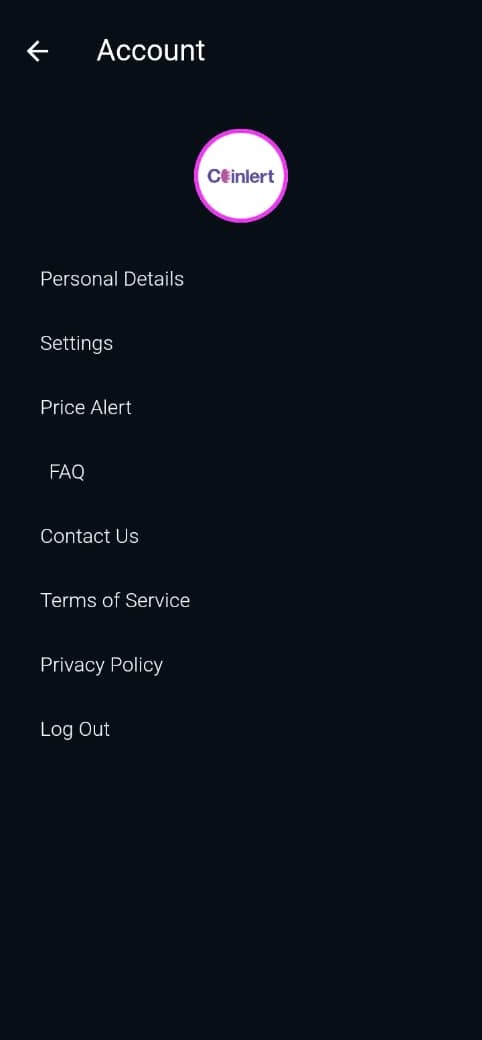 Account
Coinlert
Personal Details
Settings
Price Alert
FAQ
Contact Us
Terms of Service
Privacy Policy
Log Out